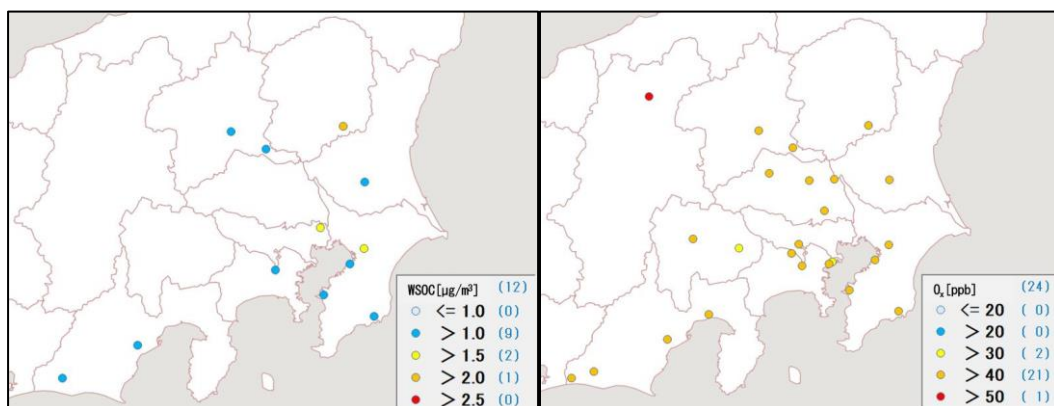 WSOC[μg/m³] (12)
<= 1.0 (0)
> 1.0 (9)
> 1.5 (2)
> 2.0 (1)
> 2.5 (0)
Oₓ[ppb] (24)
<= 20 ( 0)
> 20 ( 0)
> 30 ( 2)
> 40 (21)
> 50 ( 1)